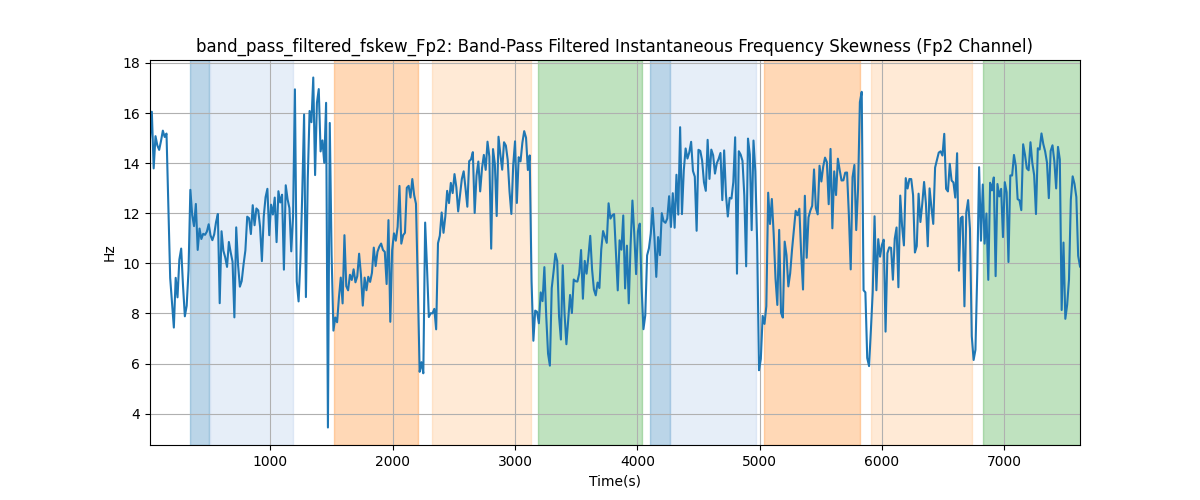 band_pass_filtered_fskew_Fp2: Band-Pass Filtered Instantaneous Frequency Skewness (Fp2 Channel)
18
16
14
12
10
8
6
4
Hz
1000 2000 3000 4000 5000 6000 7000
Time(s)